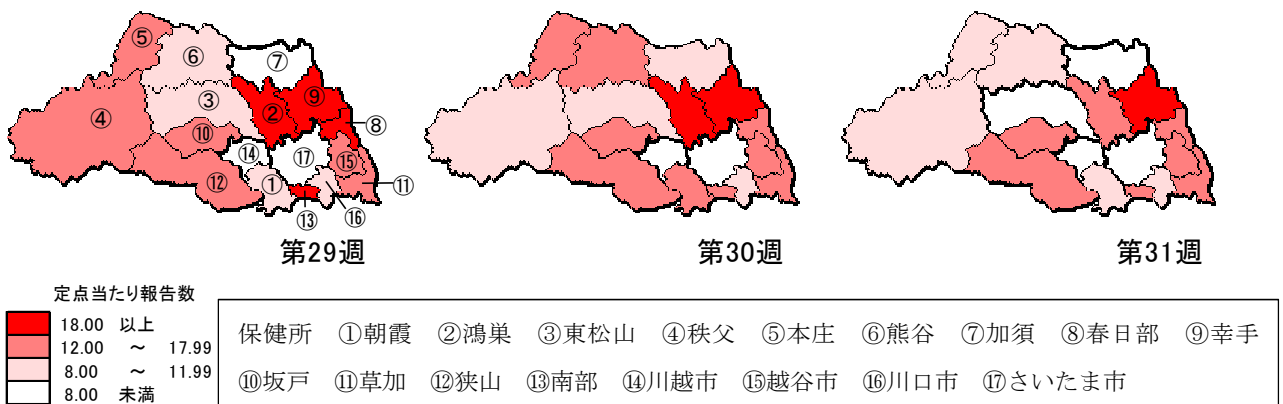 ⑤
⑥
⑦
④
③
②
⑨
⑧
⑩
⑭
⑰
⑮
⑫
①
⑪
⑬
⑯
第29週
第30週
第31週
定点当たり報告数
18.00 以上
12.00 ～ 17.99
8.00 ～ 11.99
8.00 未満
保健所 ①朝霞 ②鴻巣 ③東松山 ④秩父 ⑤本庄 ⑥熊谷 ⑦加須 ⑧春日部 ⑨幸手
⑩坂戸 ⑪草加 ⑫狭山 ⑬南部 ⑭川越市 ⑮越谷市 ⑯川口市 ⑰さいたま市